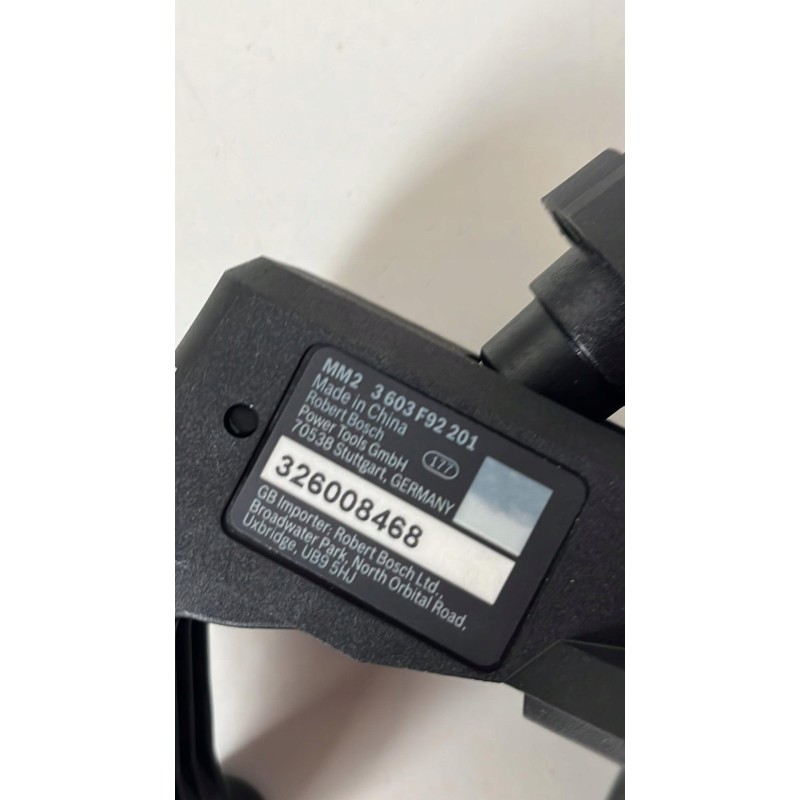 MM2 3 603 F92 201
Made in China
Robert Bosch
Power Tools GmbH
70538 Stuttgart, GERMANY
177
326008468
GB Importer: Robert Bosch Ltd.,
Broadwater Park, North Orbital Road,
Uxbridge, UB9 5HJ